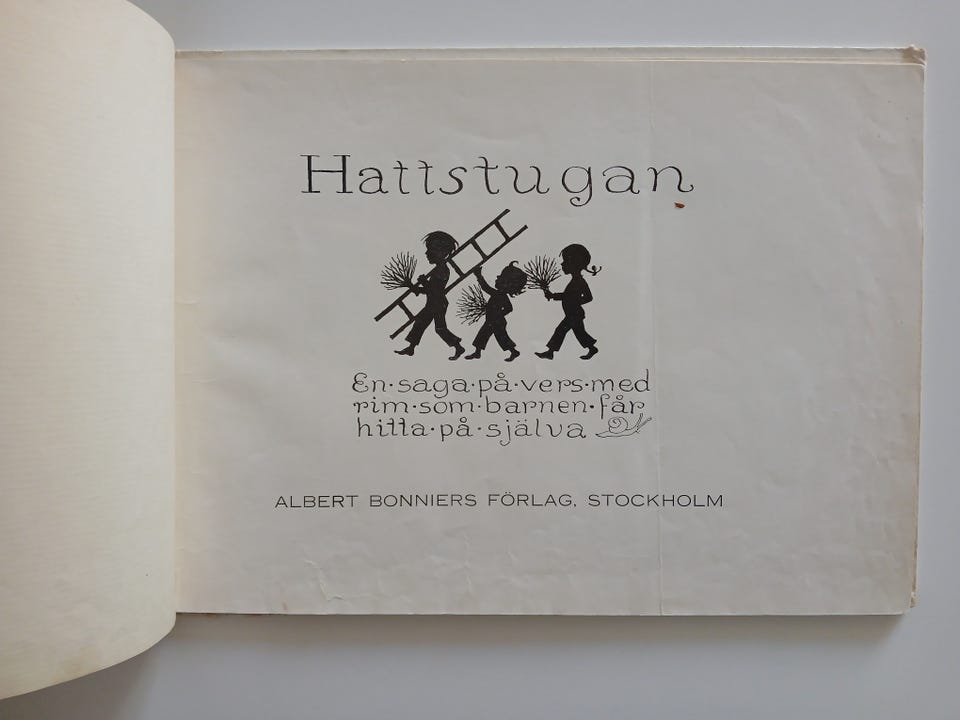 Hattstugan
En·saga·på·vers·med
rim·som·barnen·får
hitta·på·själva
ALBERT BONNIERS FÖRLAG, STOCKHOLM